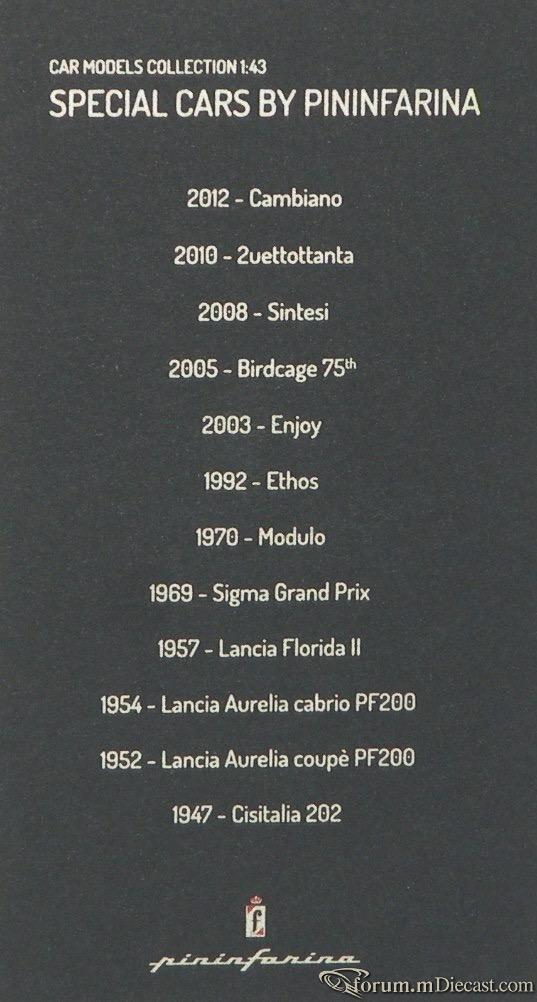 CAR MODELS COLLECTION 1:43
SPECIAL CARS BY PININFARINA
2012 - Cambiano
2010 - 2uettottanta
2008 - Sintesi
2005 - Birdcage 75th
2003 - Enjoy
1992 - Ethos
1970 - Modulo
1969 - Sigma Grand Prix
1957 - Lancia Florida II
1954 - Lancia Aurelia cabrio PF200
1952 - Lancia Aurelia coupè PF200
1947 - Cisitalia 202
f
pininfarina
forum.mDiecast.com